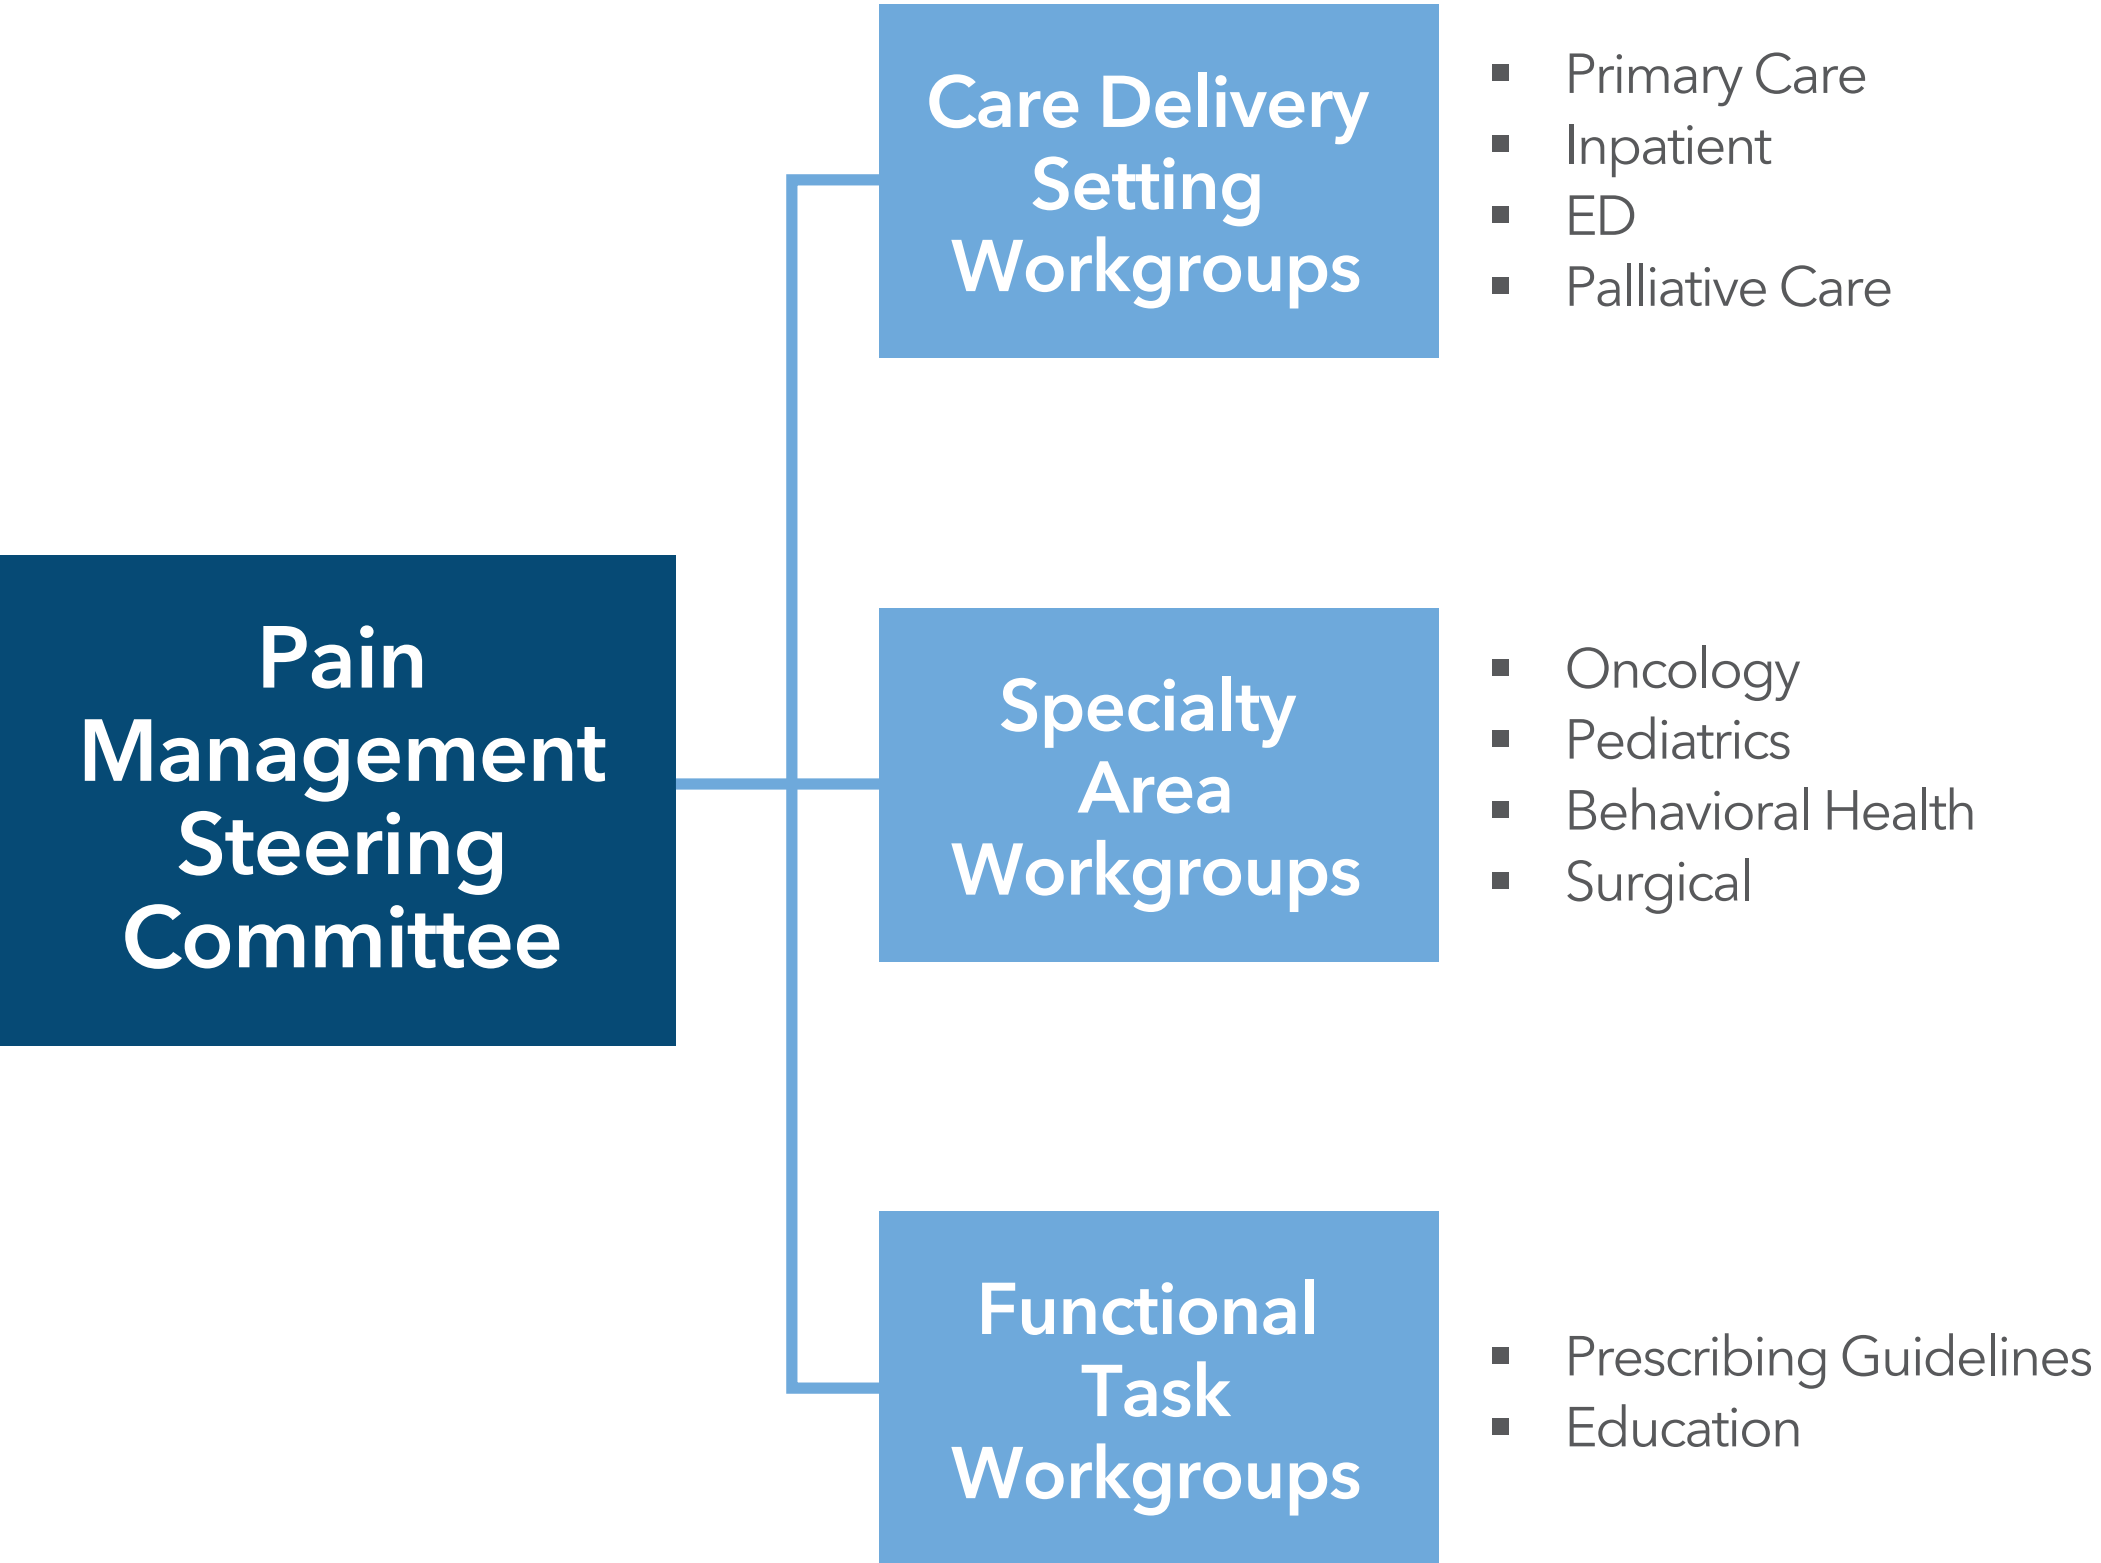 Pain
Management
Steering
Committee
Care Delivery
Setting
Workgroups
▪ Primary Care
▪ Inpatient
▪ ED
▪ Palliative Care
Specialty
Area
Workgroups
▪ Oncology
▪ Pediatrics
▪ Behavioral Health
▪ Surgical
Functional
Task
Workgroups
▪ Prescribing Guidelines
▪ Education